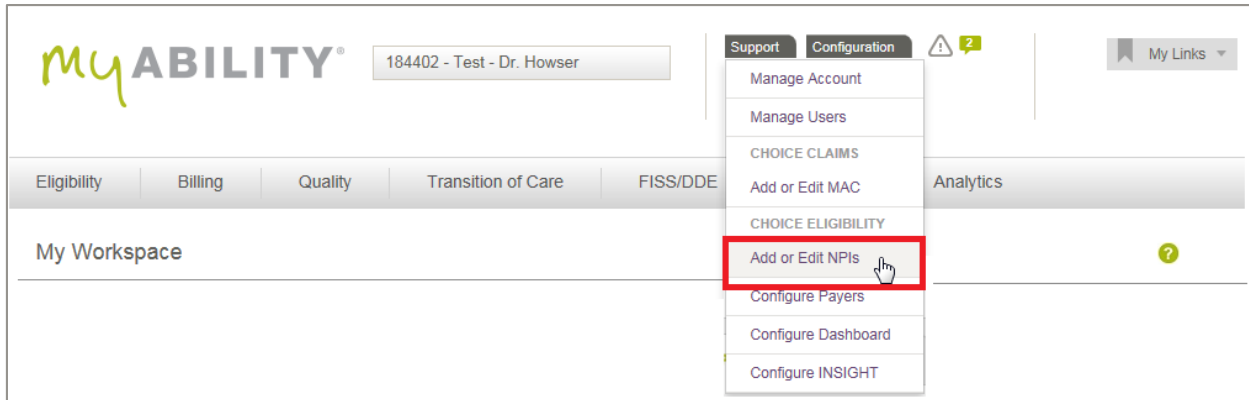 myABILITY®
184402 - Test - Dr. Howser
Support
Configuration
2
My Links
Manage Account
Manage Users
CHOICE CLAIMS
Add or Edit MAC
CHOICE ELIGIBILITY
Add or Edit NPIs
Configure Payers
Configure Dashboard
Configure INSIGHT
Eligibility
Billing
Quality
Transition of Care
FISS/DDE
Analytics
My Workspace
?